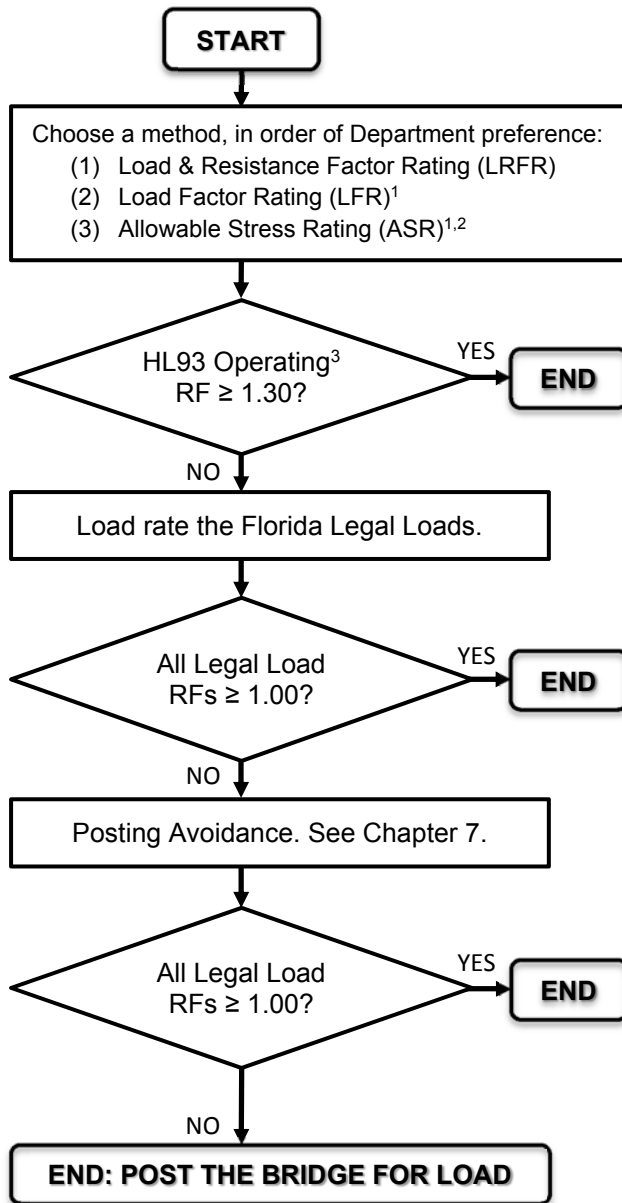 START
Choose a method, in order of Department preference:
(1) Load & Resistance Factor Rating (LRFR)
(2) Load Factor Rating (LFR)¹
(3) Allowable Stress Rating (ASR)¹,²
HL93 Operating³
RF ≥ 1.30?
YES
END
NO
Load rate the Florida Legal Loads.
All Legal Load
RFs ≥ 1.00?
YES
END
NO
Posting Avoidance. See Chapter 7.
All Legal Load
RFs ≥ 1.00?
YES
END
NO
END: POST THE BRIDGE FOR LOAD